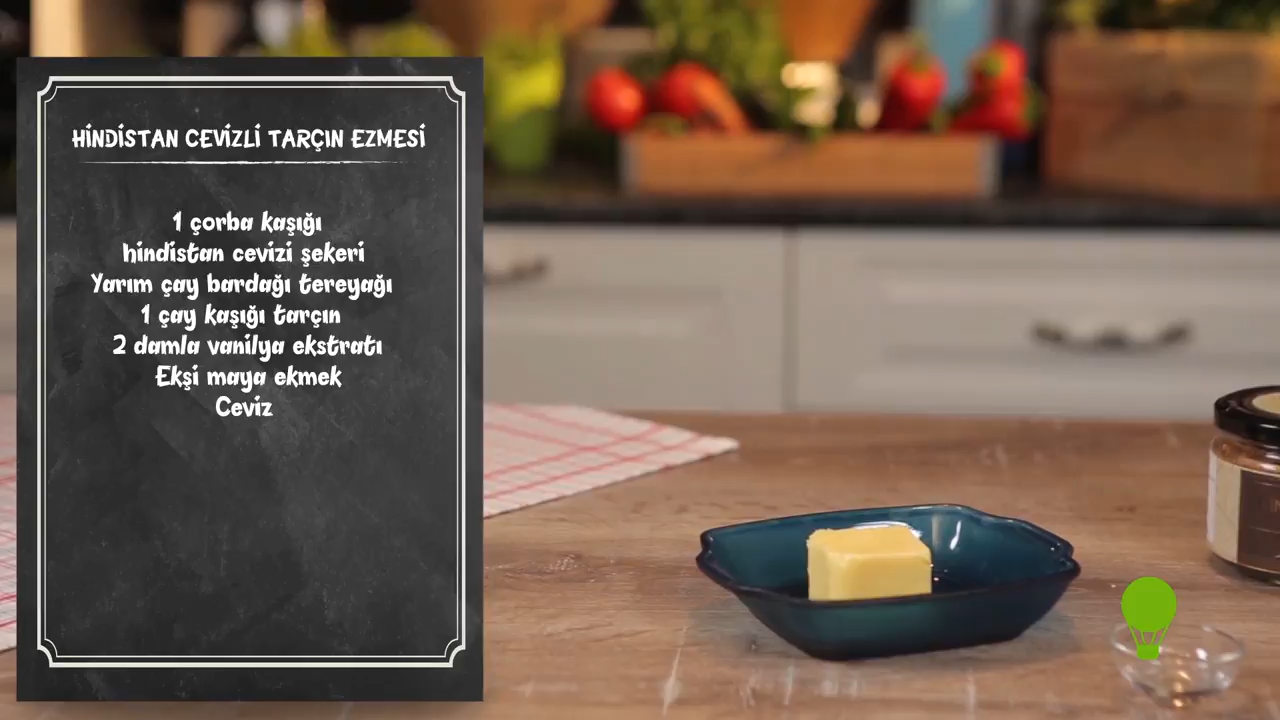 HİNDİSTAN CEVİZLİ TARÇIN EZMESİ
1 çorba kaşığı
hindistan cevizi şekeri
Yarım çay bardağı tereyağı
1 çay kaşığı tarçın
2 damla vanilya ekstratı
Ekşi maya ekmek
Ceviz